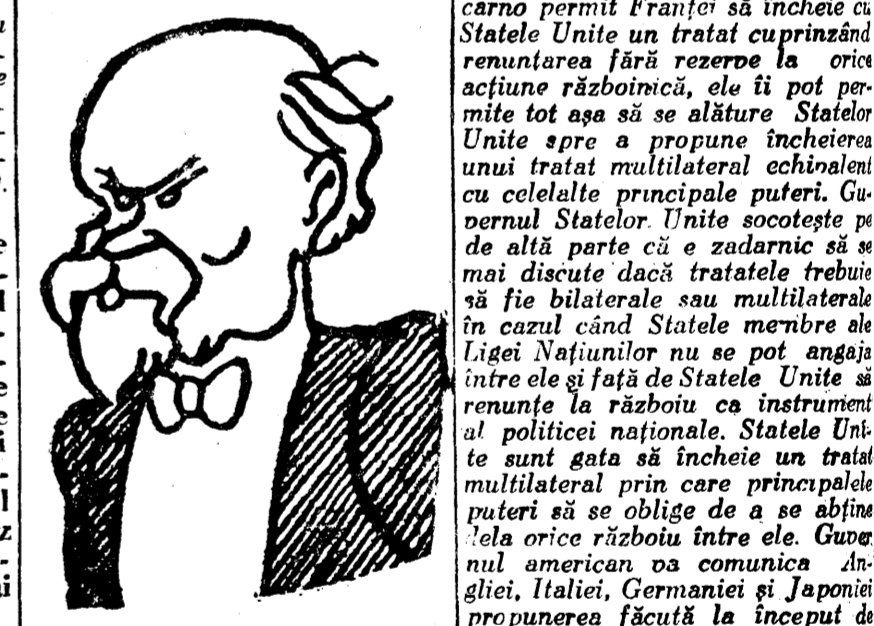 carno permit Franței să încheie cu
Statele Unite un tratat cuprinzând
renunțarea fără rezerve la orice
acțiune războinică, ele îi pot per-
mite tot așa să se alăture Statelor
Unite spre a propune încheierea
unui tratat multilateral echivalent
cu celelalte principale puteri. Gu-
vernul Statelor Unite socotește pe
de altă parte că e zadarnic să se
mai discute dacă tratatele trebuie
să fie bilaterale sau multilaterale
în cazul când Statele membre ale
Ligei Națiunilor nu se pot angaja
între ele și față de Statele Unite să
renunțe la războiu ca instrument
al politicei naționale. Statele Uni-
te sunt gata să încheie un tratat
multilateral prin care principalele
puteri să se oblige de a se abține
dela orice războiu între ele. Guver-
nul american va comunica An-
gliei, Italiei, Germaniei și Japoniei
propunerea făcută la început de